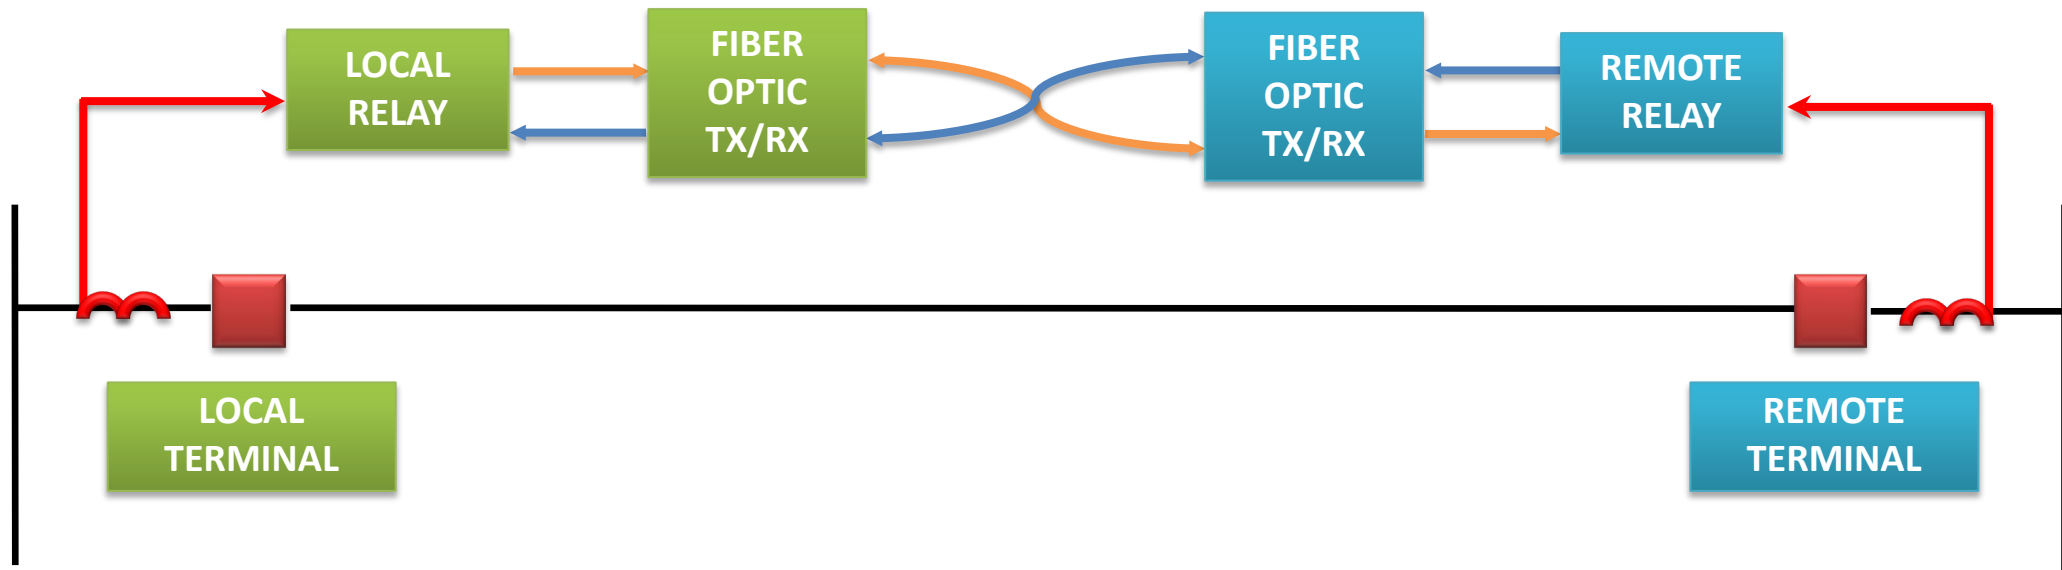 LOCAL
RELAY
FIBER
OPTIC
TX/RX
FIBER
OPTIC
TX/RX
REMOTE
RELAY
LOCAL
TERMINAL
REMOTE
TERMINAL